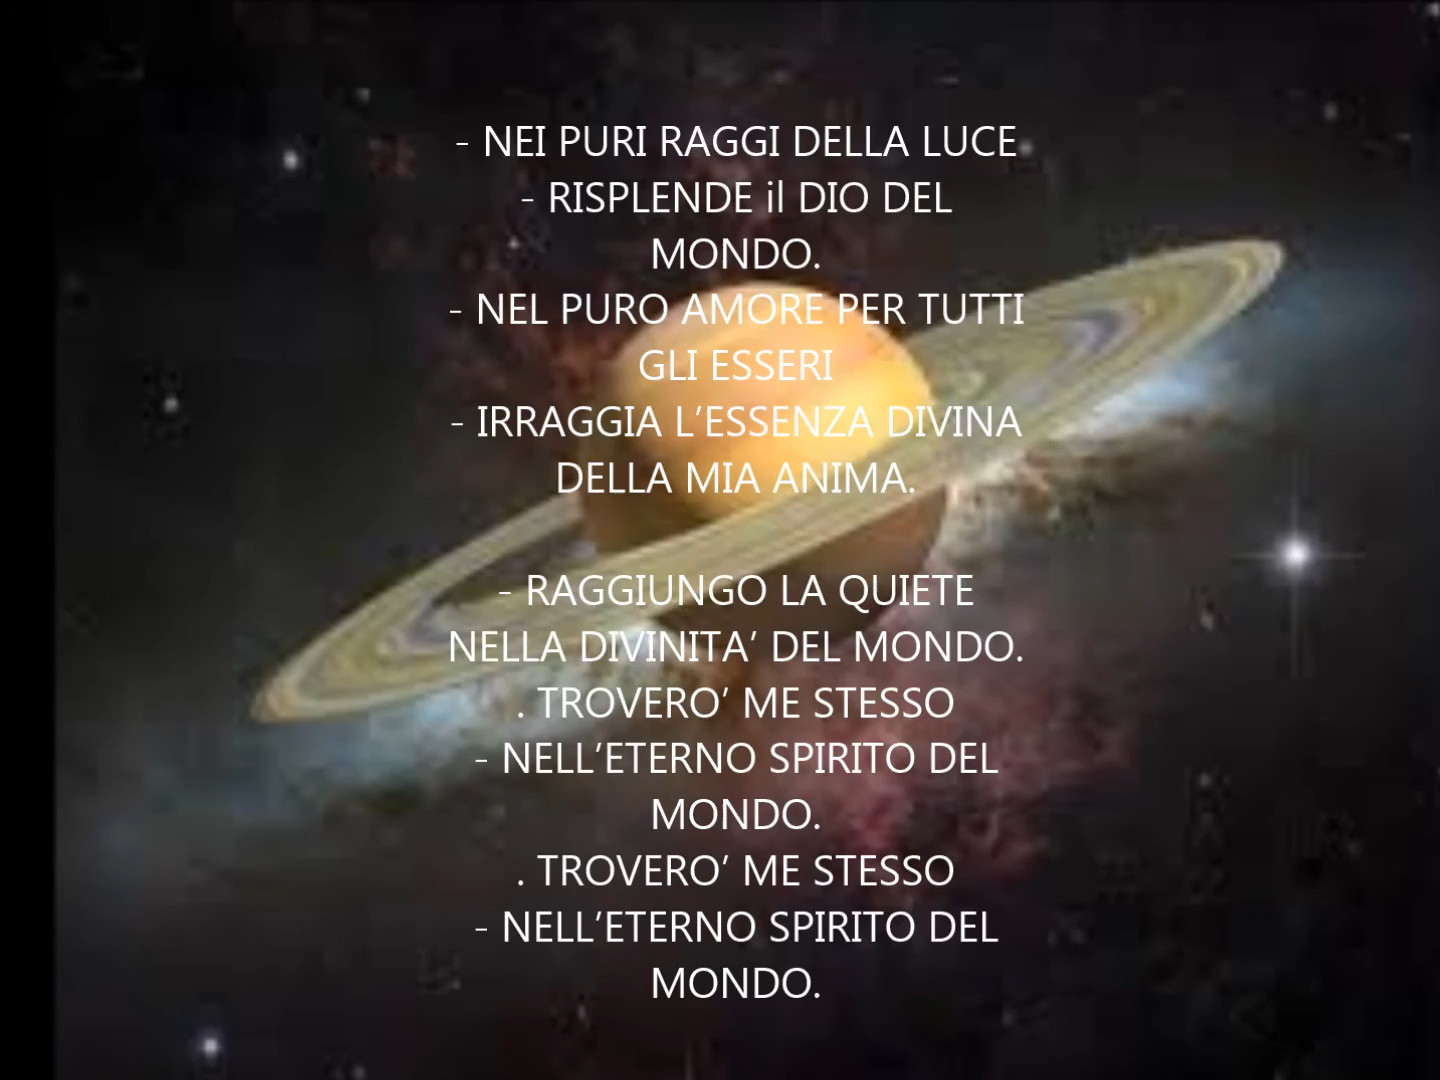 - NEI PURI RAGGI DELLA LUCE
- RISPLENDE il DIO DEL
MONDO.
- NEL PURO AMORE PER TUTTI
GLI ESSERI
- IRRAGGIA L’ESSENZA DIVINA
DELLA MIA ANIMA.
- RAGGIUNGO LA QUIETE
NELLA DIVINITA’ DEL MONDO.
. TROVERO’ ME STESSO
- NELL’ETERNO SPIRITO DEL
MONDO.
. TROVERO’ ME STESSO
- NELL’ETERNO SPIRITO DEL
MONDO.